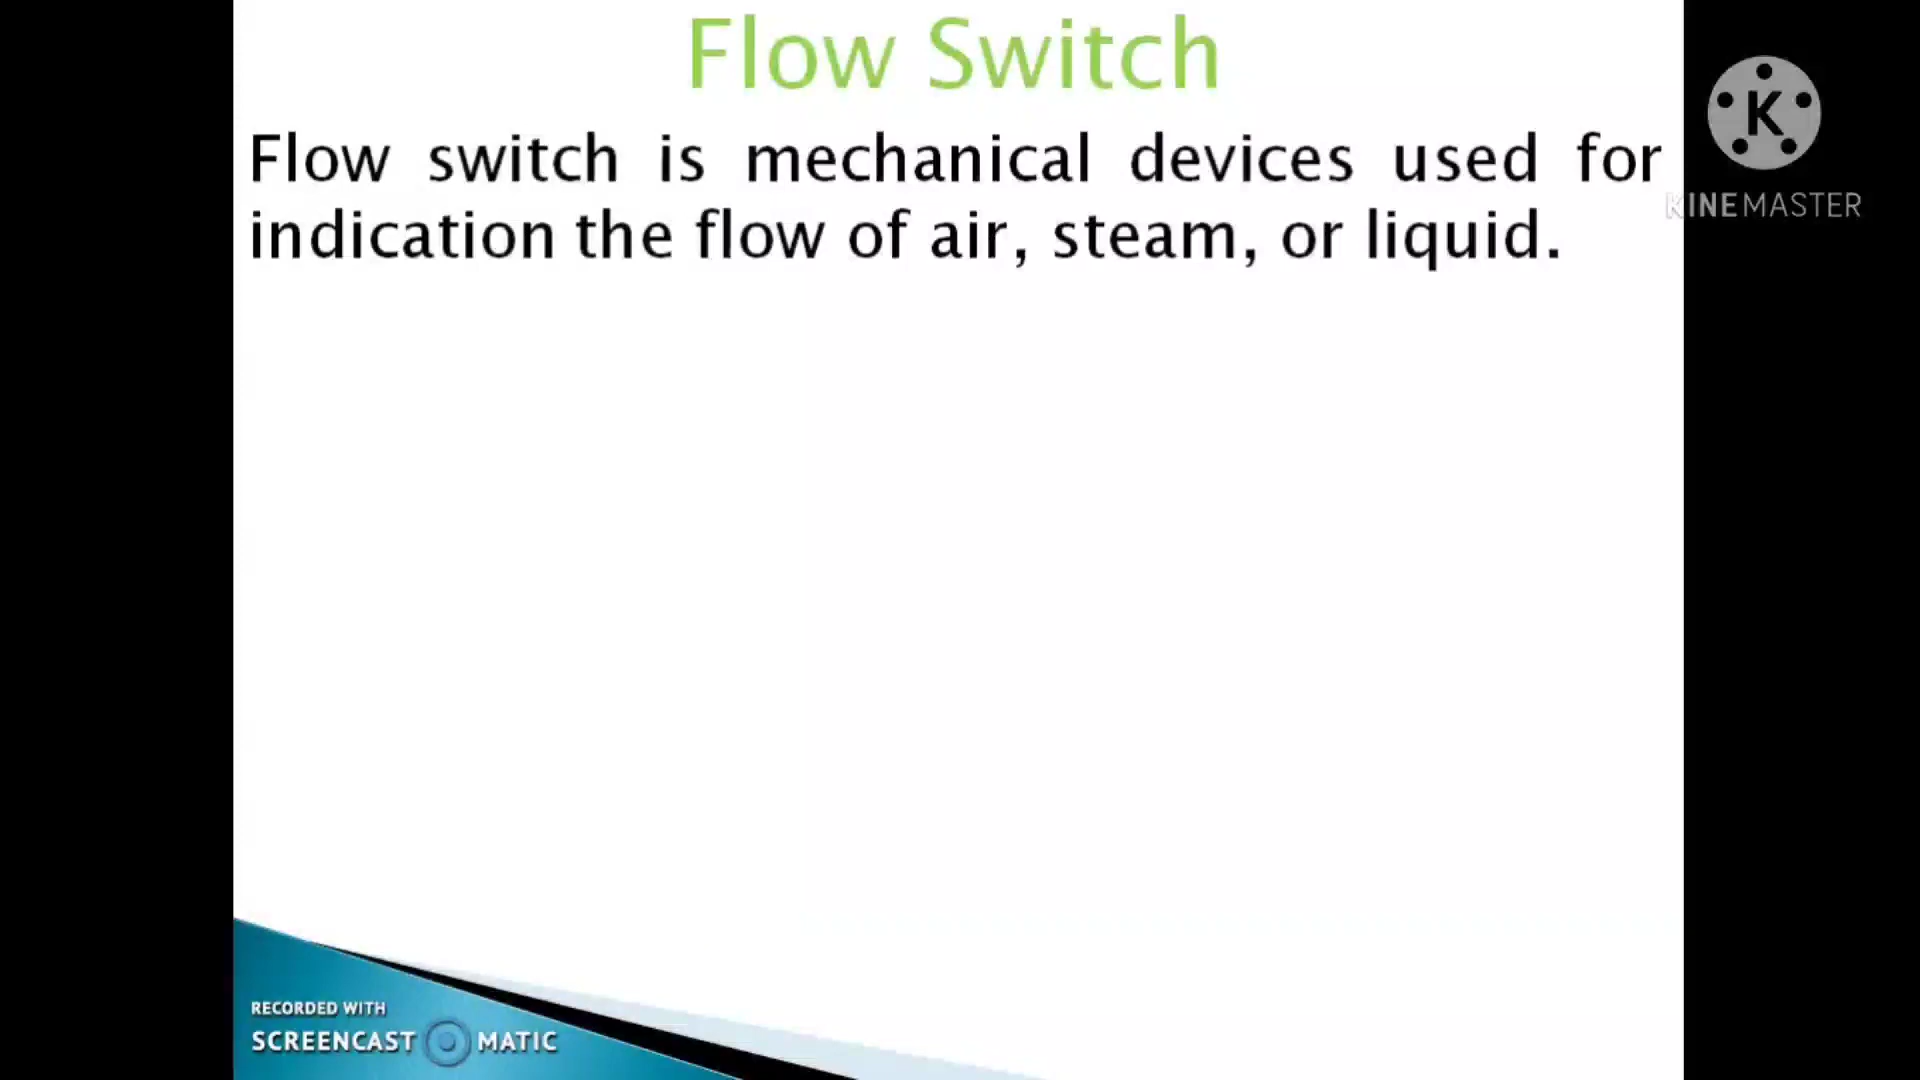 Flow Switch
Flow switch is mechanical devices used for
indication the flow of air, steam, or liquid.
K
KINEMASTER
RECORDED WITH
SCREENCAST MATIC